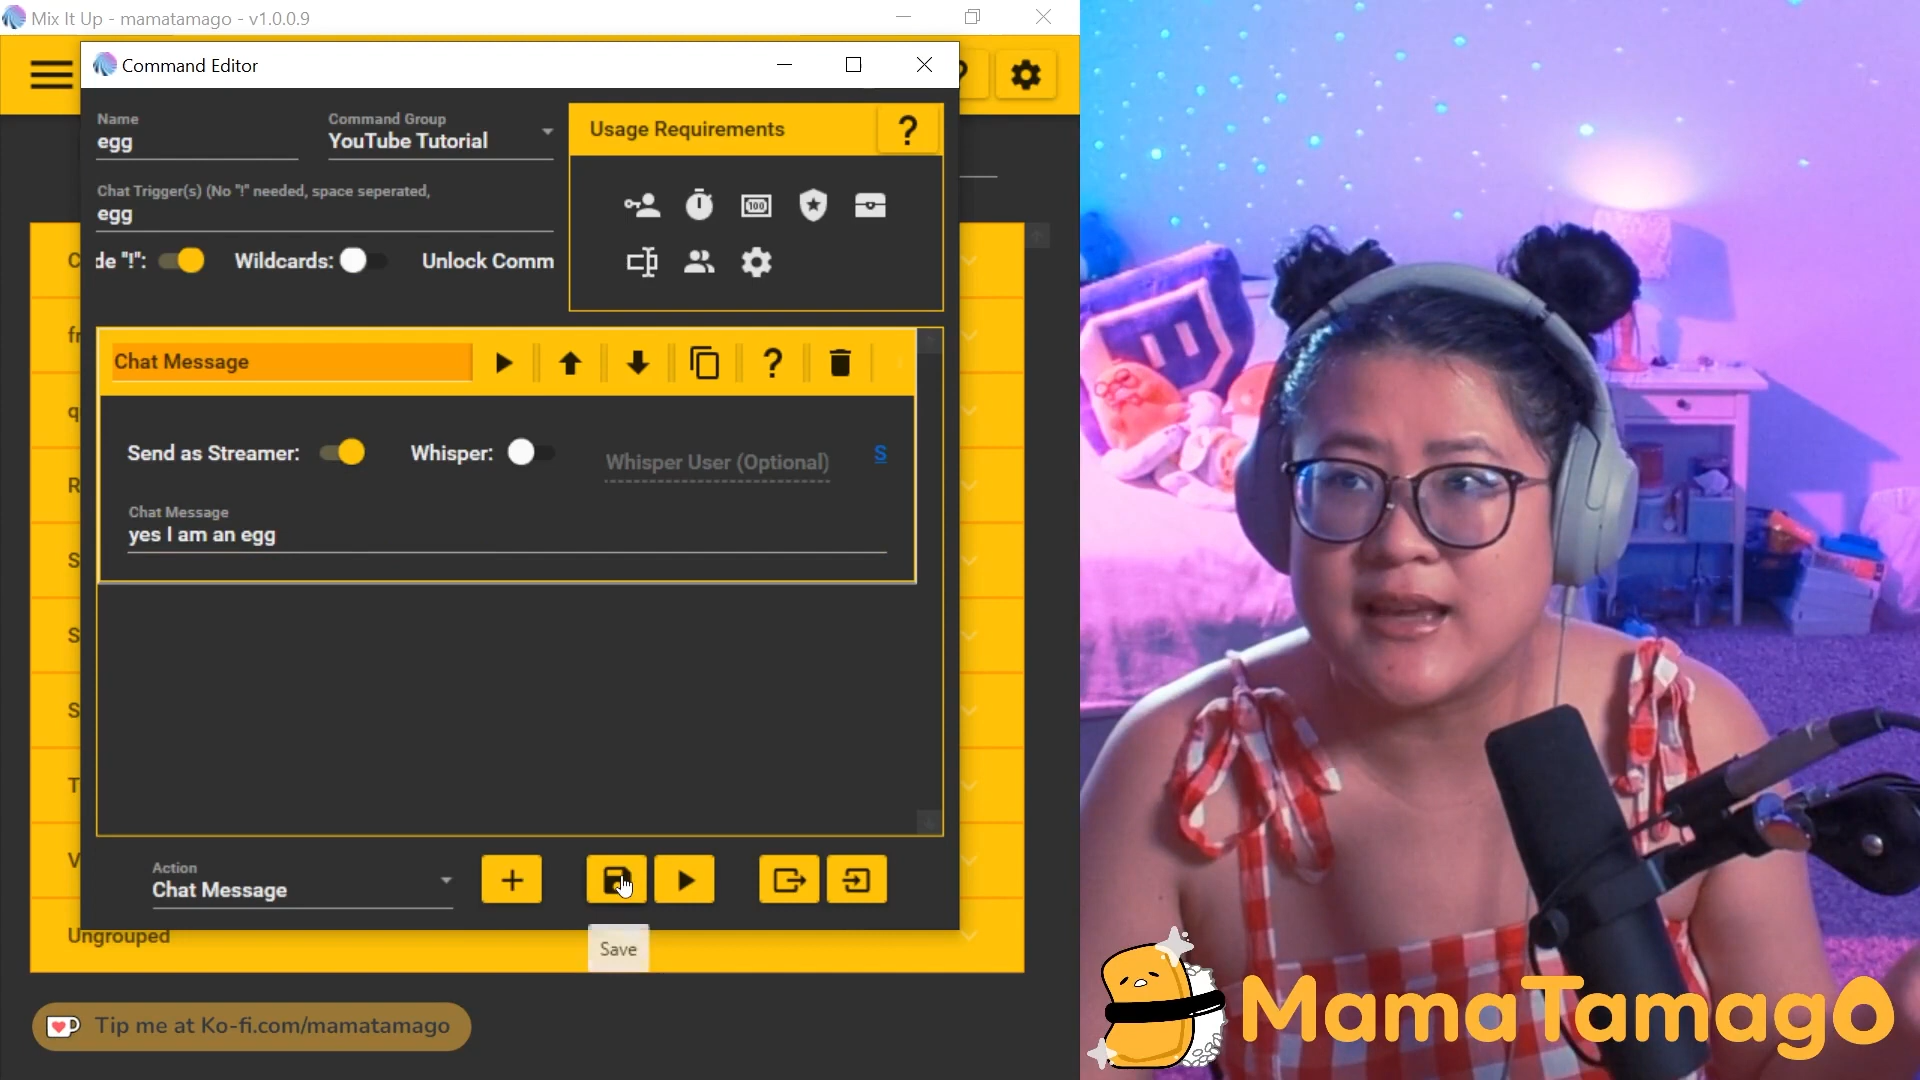 Mix It Up - mamatamago - v1.0.0.9
Command Editor
Name
egg
Command Group
YouTube Tutorial
Usage Requirements
?
Chat Trigger(s) (No "!" needed, space seperated,
egg
100
de "!":
Wildcards:
Unlock Comm
C
fr
q
R
S
S
S
T
V
Chat Message
?
Send as Streamer:
Whisper:
Whisper User (Optional)
S
Chat Message
yes I am an egg
Action
Chat Message
+
Ungrouped
Save
Tip me at Ko-fi.com/mamatamago
MamaTamagO